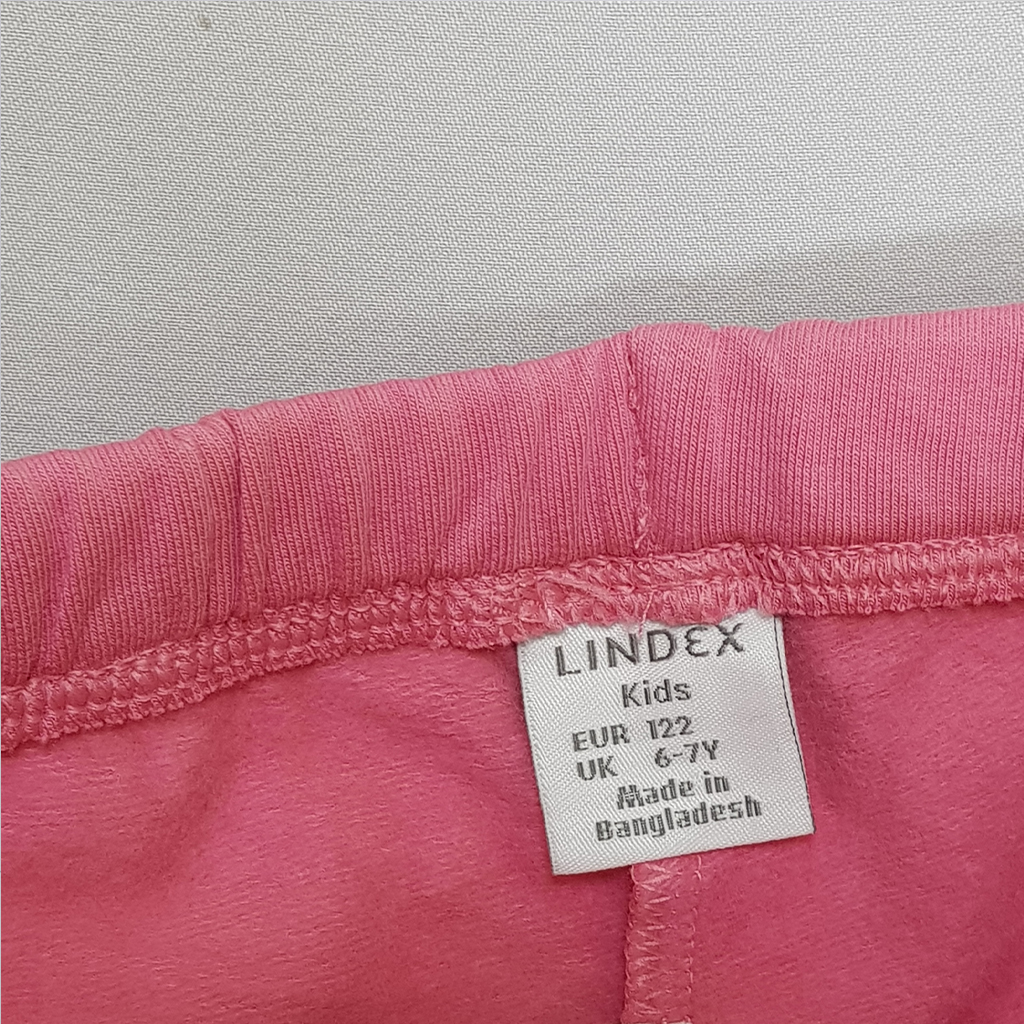 LINDEX
Kids
EUR 122
UK 6-7Y
Made in
Bangladesh